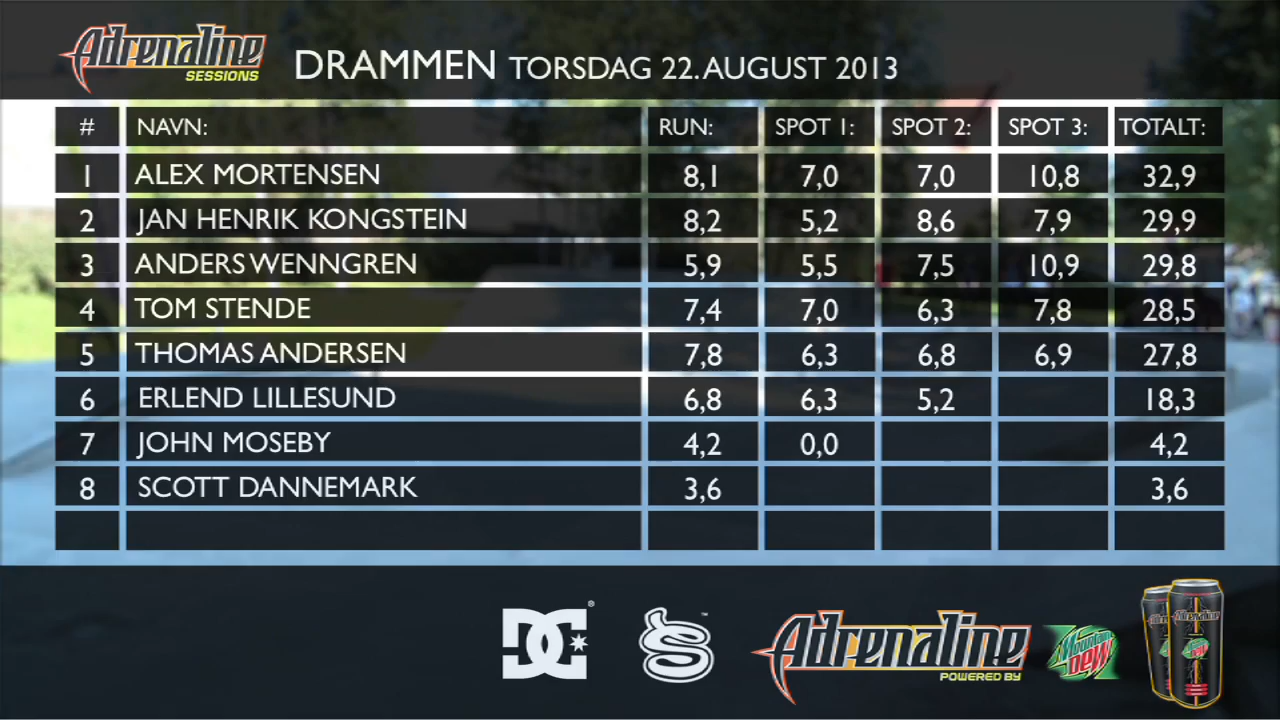 Adrenaline
SESSIONS
DRAMMEN TORSDAG 22. AUGUST 2013
# NAVN: RUN: SPOT 1: SPOT 2: SPOT 3: TOTALT:
1 ALEX MORTENSEN 8,1 7,0 7,0 10,8 32,9
2 JAN HENRIK KONGSTEIN 8,2 5,2 8,6 7,9 29,9
3 ANDERS WENNGREN 5,9 5,5 7,5 10,9 29,8
4 TOM STENDE 7,4 7,0 6,3 7,8 28,5
5 THOMAS ANDERSEN 7,8 6,3 6,8 6,9 27,8
6 ERLEND LILLESUND 6,8 6,3 5,2 18,3
7 JOHN MOSEBY 4,2 0,0 4,2
8 SCOTT DANNEMARK 3,6 3,6
DC®
S™
Adrenaline
POWERED BY
Mountain
DEW
Adrenaline